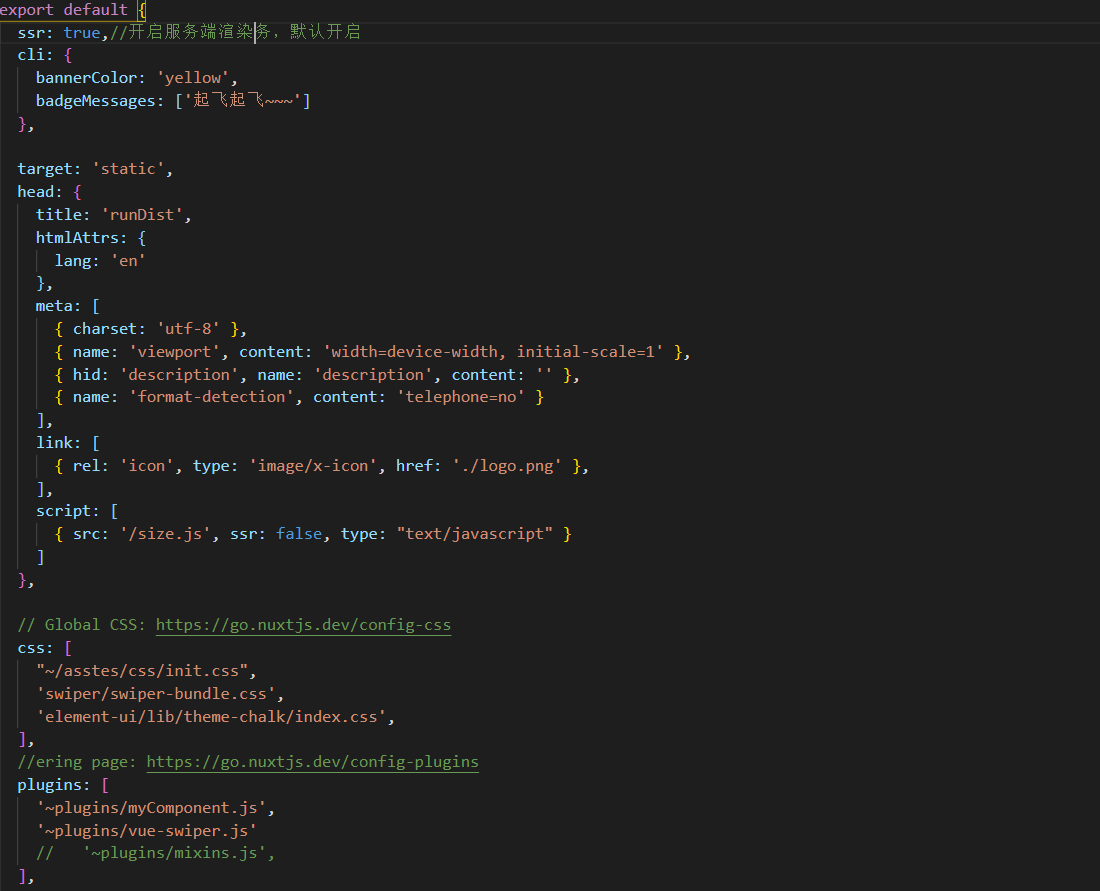 export default {
ssr: true,//开启服务端渲染务，默认开启
cli: {
bannerColor: 'yellow',
badgeMessages: ['起飞起飞~~~']
},
target: 'static',
head: {
title: 'runDist',
htmlAttrs: {
lang: 'en'
},
meta: [
{ charset: 'utf-8' },
{ name: 'viewport', content: 'width=device-width, initial-scale=1' },
{ hid: 'description', name: 'description', content: '' },
{ name: 'format-detection', content: 'telephone=no' }
],
link: [
{ rel: 'icon', type: 'image/x-icon', href: './logo.png' },
],
script: [
{ src: '/size.js', ssr: false, type: "text/javascript" }
]
},
// Global CSS: https://go.nuxtjs.dev/config-css
css: [
"~/asstes/css/init.css",
'swiper/swiper-bundle.css',
'element-ui/lib/theme-chalk/index.css',
],
//ering page: https://go.nuxtjs.dev/config-plugins
plugins: [
'~plugins/myComponent.js',
'~plugins/vue-swiper.js'
//   '~plugins/mixins.js',
],